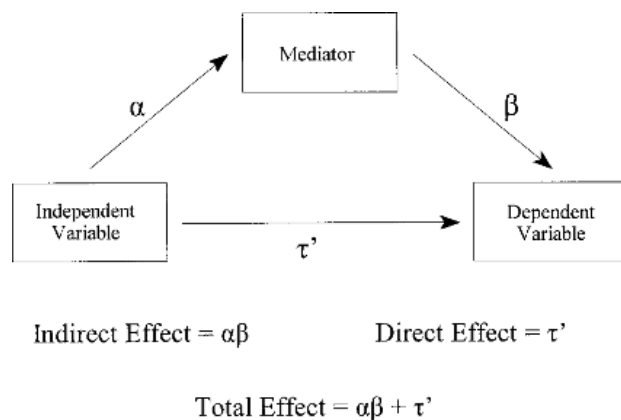 Mediator
α
β
Independent
Variable
Dependent
Variable
τ’
Indirect Effect = αβ
Direct Effect = τ’
Total Effect = αβ + τ’